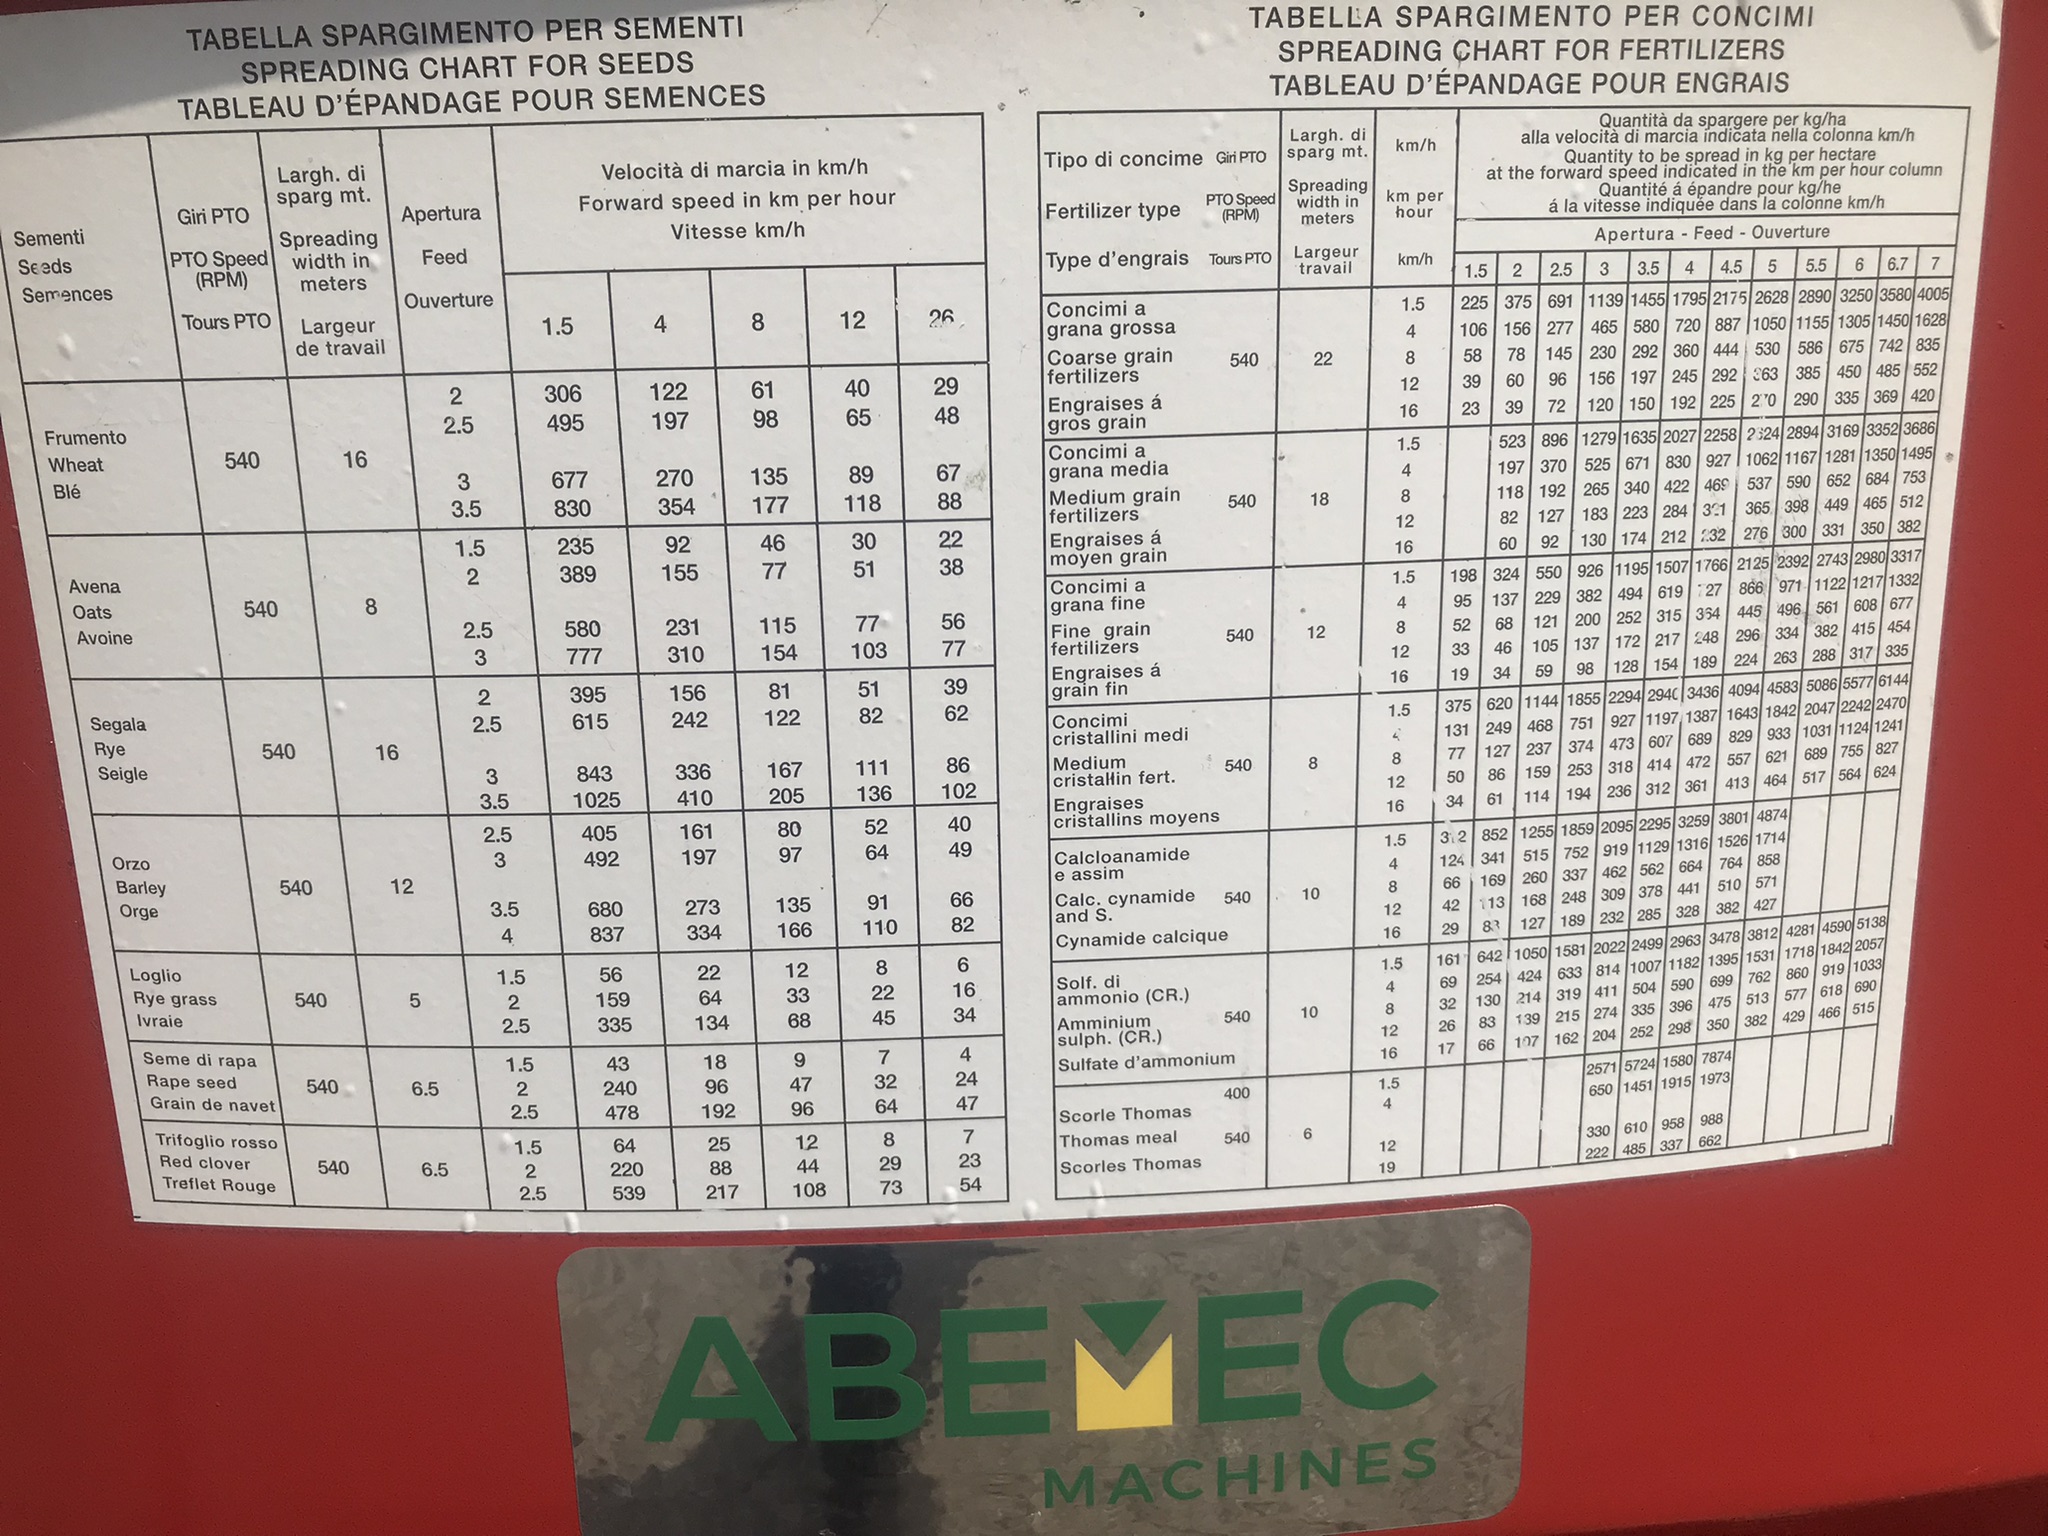 TABELLA SPARGIMENTO PER SEMENTI
SPREADING CHART FOR SEEDS
TABLEAU D'ÉPANDAGE POUR SEMENCES
Sementi
Seeds
Semences
Giri PTO
PTO Speed
(RPM)
Tours PTO
Largh. di
sparg mt.
Spreading
width in
meters
Largeur
de travail
Apertura
Feed
Ouverture
Velocità di marcia in km/h
Forward speed in km per hour
Vitesse km/h
1.5 4 8 12 26
Frumento
Wheat
Blé
540 16
2 306 122 61 40 29
2.5 495 197 98 65 48
3 677 270 135 89 67
3.5 830 354 177 118 88
Avena
Oats
Avoine
540 8
1.5 235 92 46 30 22
2 389 155 77 51 38
2.5 580 231 115 77 56
3 777 310 154 103 77
Segala
Rye
Seigle
540 16
2 395 156 81 51 39
2.5 615 242 122 82 62
3 843 336 167 111 86
3.5 1025 410 205 136 102
Orzo
Barley
Orge
540 12
2.5 405 161 80 52 40
3 492 197 97 64 49
3.5 680 273 135 91 66
4 837 334 166 110 82
Loglio
Rye grass
Ivraie
540 5
1.5 56 22 12 8 6
2 159 64 33 22 16
2.5 335 134 68 45 34
Seme di rapa
Rape seed
Grain de navet
540 6.5
1.5 43 18 9 7 4
2 240 96 47 32 24
2.5 478 192 96 64 47
Trifoglio rosso
Red clover
Treflet Rouge
540 6.5
1.5 64 25 12 8 7
2 220 88 44 29 23
2.5 539 217 108 73 54
TABELLA SPARGIMENTO PER CONCIMI
SPREADING CHART FOR FERTILIZERS
TABLEAU D'ÉPANDAGE POUR ENGRAIS
Tipo di concime Giri PTO
Fertilizer type PTO Speed
(RPM)
Type d'engrais Tours PTO
Largh. di
sparg mt.
Spreading
width in
meters
Largeur
travail
km/h
km per
hour
km/h
Quantità da spargere per kg/ha
alla velocità di marcia indicata nella colonna km/h
Quantity to be spread in kg per hectare
at the forward speed indicated in the km per hour column
Quantité á épandre pour kg/he
á la vitesse indiquée dans la colonne km/h
Apertura - Feed - Ouverture
1.5 2 2.5 3 3.5 4 4.5 5 5.5 6 6.7 7
Concimi a
grana grossa
Coarse grain
fertilizers
Engraises á
gros grain
540 22
1.5 225 375 691 1139 1455 1795 2175 2628 2890 3250 3580 4005
4 106 156 277 465 580 720 887 1050 1155 1305 1450 1628
8 58 78 145 230 292 360 444 530 586 675 742 835
12 39 60 96 156 197 245 292 363 385 450 485 552
16 23 39 72 120 150 192 225 270 290 335 369 420
Concimi a
grana media
Medium grain
fertilizers
Engraises á
moyen grain
540 18
1.5 523 896 1279 1635 2027 2258 2894 3169 3352 3686
4 197 370 525 671 830 927 1062 1167 1281 1350 1495
8 118 192 265 340 422 469 537 590 652 684 753
12 82 127 183 223 284 365 398 449 465 512
16 60 92 130 174 212 232 276 300 331 350 382
Concimi a
grana fine
Fine grain
fertilizers
Engraises á
grain fin
540 12
1.5 198 324 550 926 1195 1507 1766 2125 2392 2743 2980 3317
4 95 137 229 382 494 619 866 971 1122 1217 1332
8 52 68 121 200 252 315 364 445 496 561 608 677
12 33 46 105 137 172 217 248 296 334 382 415 454
16 19 34 59 98 128 154 189 224 263 288 317 335
Concimi
cristallini medi
Medium
cristallin fert.
Engraises
cristallins moyens
540 8
1.5 375 620 1144 1855 2294 2940 3436 4094 4583 5086 5577 6144
131 249 468 751 927 1197 1387 1643 1842 2047 2242 2470
8 77 127 237 374 473 607 689 829 933 1031 1124 1241
12 50 86 159 253 318 414 472 557 621 689 755 827
16 34 61 114 194 236 312 361 413 464 517 564 624
Calcloanamide
e assim
Calc. cynamide
and S.
Cynamide calcique
540 10
1.5 852 1255 1859 2095 2295 3259 3801 4874
4 124 341 515 752 919 1129 1316 1526 1714
8 66 169 260 337 462 562 664 764 858
12 42 113 168 248 309 378 441 510 571
16 29 83 127 189 232 285 328 382 427
Solf. di
ammonio (CR.)
Amminium
sulph. (CR.)
Sulfate d'ammonium
540 10
1.5 161 642 1050 1581 2022 2499 2963 3478 3812 4281 4590 5138
4 69 254 424 633 814 1007 1182 1395 1531 1718 1842 2057
8 32 130 214 319 411 504 590 699 762 860 919 1033
12 26 83 139 215 274 335 396 475 513 577 618 690
16 17 66 107 162 204 252 298 350 382 429 466 515
Scorle Thomas
Thomas meal
Scorles Thomas
400
540 6
1.5 2571 5724 1580 7874
4 650 1451 1915 1973
12 330 610 958 988
19 222 485 337 662
ABEMEC
MACHINES